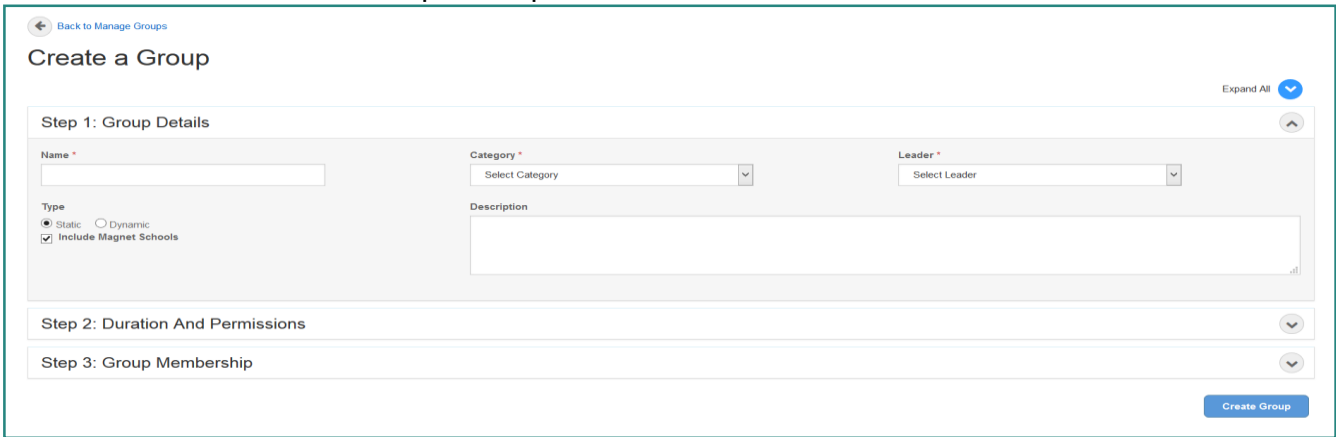 Back to Manage Groups
Create a Group
Expand All
Step 1: Group Details
Name * Category * Leader *
Select Category Select Leader
Type Description
Static Dynamic
Include Magnet Schools
Step 2: Duration And Permissions
Step 3: Group Membership
Create Group